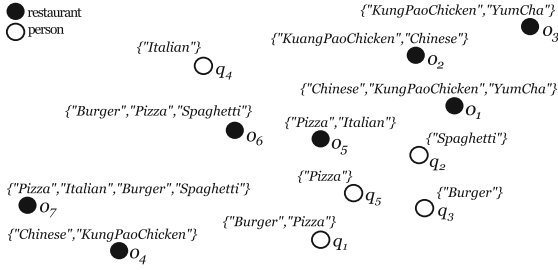 restaurant
person
{"KungPaoChicken","YumCha"}
o3
{"KuangPaoChicken","Chinese"}
o2
{"Italian"}
q4
{"Chinese","KungPaoChicken","YumCha"}
o1
{"Burger","Pizza","Spaghetti"}
o6
{"Pizza","Italian"}
o5
{"Spaghetti"}
q2
{"Pizza"}
q5
{"Burger"}
q3
{"Pizza","Italian","Burger","Spaghetti"}
o7
{"Burger","Pizza"}
q1
{"Chinese","KungPaoChicken"}
o4